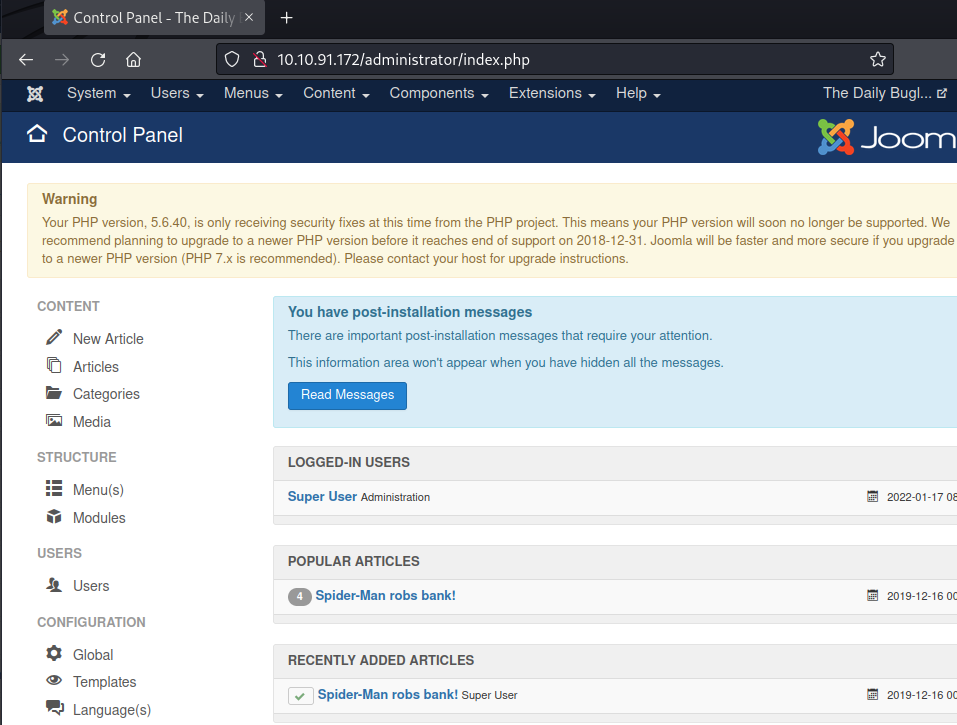 Control Panel - The Daily
10.10.91.172/administrator/index.php
System Users Menus Content Components Extensions Help The Daily Bugl...
Control Panel
Joom
Warning
Your PHP version, 5.6.40, is only receiving security fixes at this time from the PHP project. This means your PHP version will soon no longer be supported. We
recommend planning to upgrade to a newer PHP version before it reaches end of support on 2018-12-31. Joomla will be faster and more secure if you upgrade
to a newer PHP version (PHP 7.x is recommended). Please contact your host for upgrade instructions.
CONTENT
New Article
Articles
Categories
Media
STRUCTURE
Menu(s)
Modules
USERS
Users
CONFIGURATION
Global
Templates
Language(s)
You have post-installation messages
There are important post-installation messages that require your attention.
This information area won't appear when you have hidden all the messages.
Read Messages
LOGGED-IN USERS
Super User Administration 2022-01-17 08
POPULAR ARTICLES
4 Spider-Man robs bank! 2019-12-16 00
RECENTLY ADDED ARTICLES
Spider-Man robs bank! Super User 2019-12-16 00